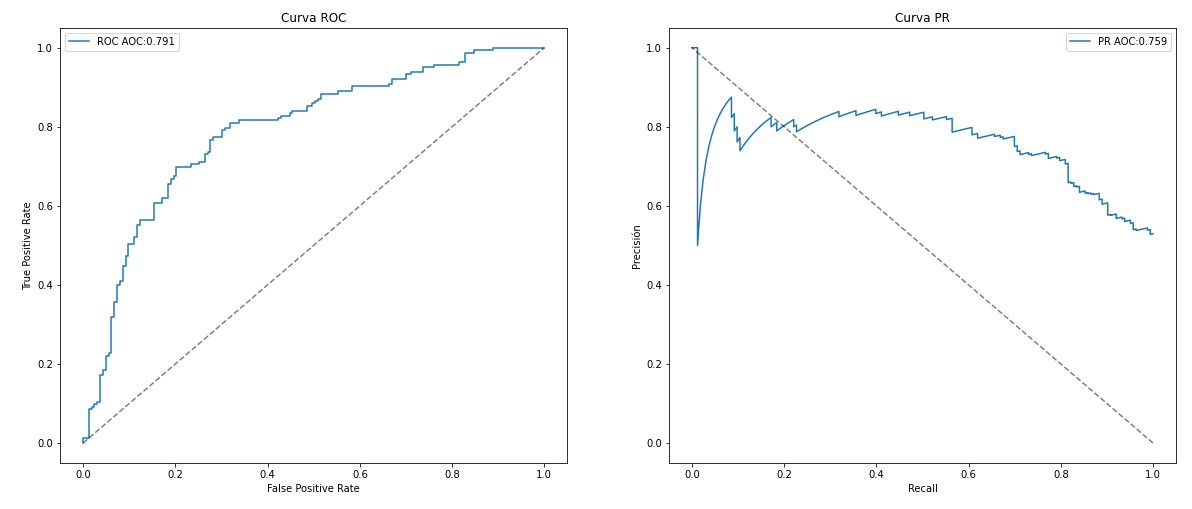 Curva ROC
ROC AOC:0.791
1.0
0.8
0.6
0.4
0.2
0.0
True Positive Rate
0.0 0.2 0.4 0.6 0.8 1.0
False Positive Rate
Curva PR
PR AOC:0.759
1.0
0.8
0.6
0.4
0.2
0.0
Precisión
0.0 0.2 0.4 0.6 0.8 1.0
Recall